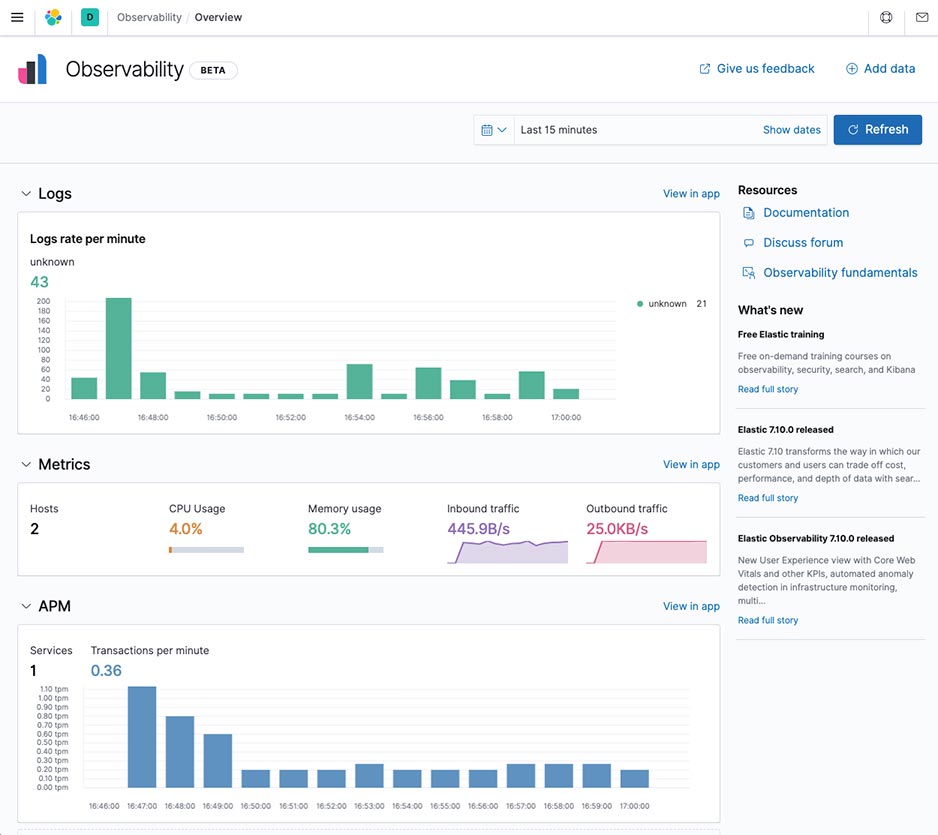 D Observability / Overview
Observability BETA
Give us feedback Add data
Last 15 minutes Show dates Refresh
Logs View in app
Logs rate per minute
unknown
43
200
180
160
140
120
100
80
60
40
20
0
16:46:00 16:48:00 16:50:00 16:52:00 16:54:00 16:56:00 16:58:00 17:00:00
unknown 21
Metrics View in app
Hosts CPU Usage Memory usage Inbound traffic Outbound traffic
2 4.0% 80.3% 445.9B/s 25.0KB/s
APM View in app
Services Transactions per minute
1 0.36
1.10 tpm
1.00 tpm
0.90 tpm
0.80 tpm
0.70 tpm
0.60 tpm
0.50 tpm
0.40 tpm
0.30 tpm
0.20 tpm
0.10 tpm
0.00 tpm
16:46:00 16:47:00 16:48:00 16:49:00 16:50:00 16:51:00 16:52:00 16:53:00 16:54:00 16:55:00 16:56:00 16:57:00 16:58:00 16:59:00 17:00:00
Resources
Documentation
Discuss forum
Observability fundamentals
What's new
Free Elastic training
Free on-demand training courses on
observability, security, search, and Kibana
Read full story
Elastic 7.10.0 released
Elastic 7.10 transforms the way in which our
customers and users can trade off cost,
performance, and depth of data with sear...
Read full story
Elastic Observability 7.10.0 released
New User Experience view with Core Web
Vitals and other KPIs, automated anomaly
detection in infrastructure monitoring,
multi...
Read full story